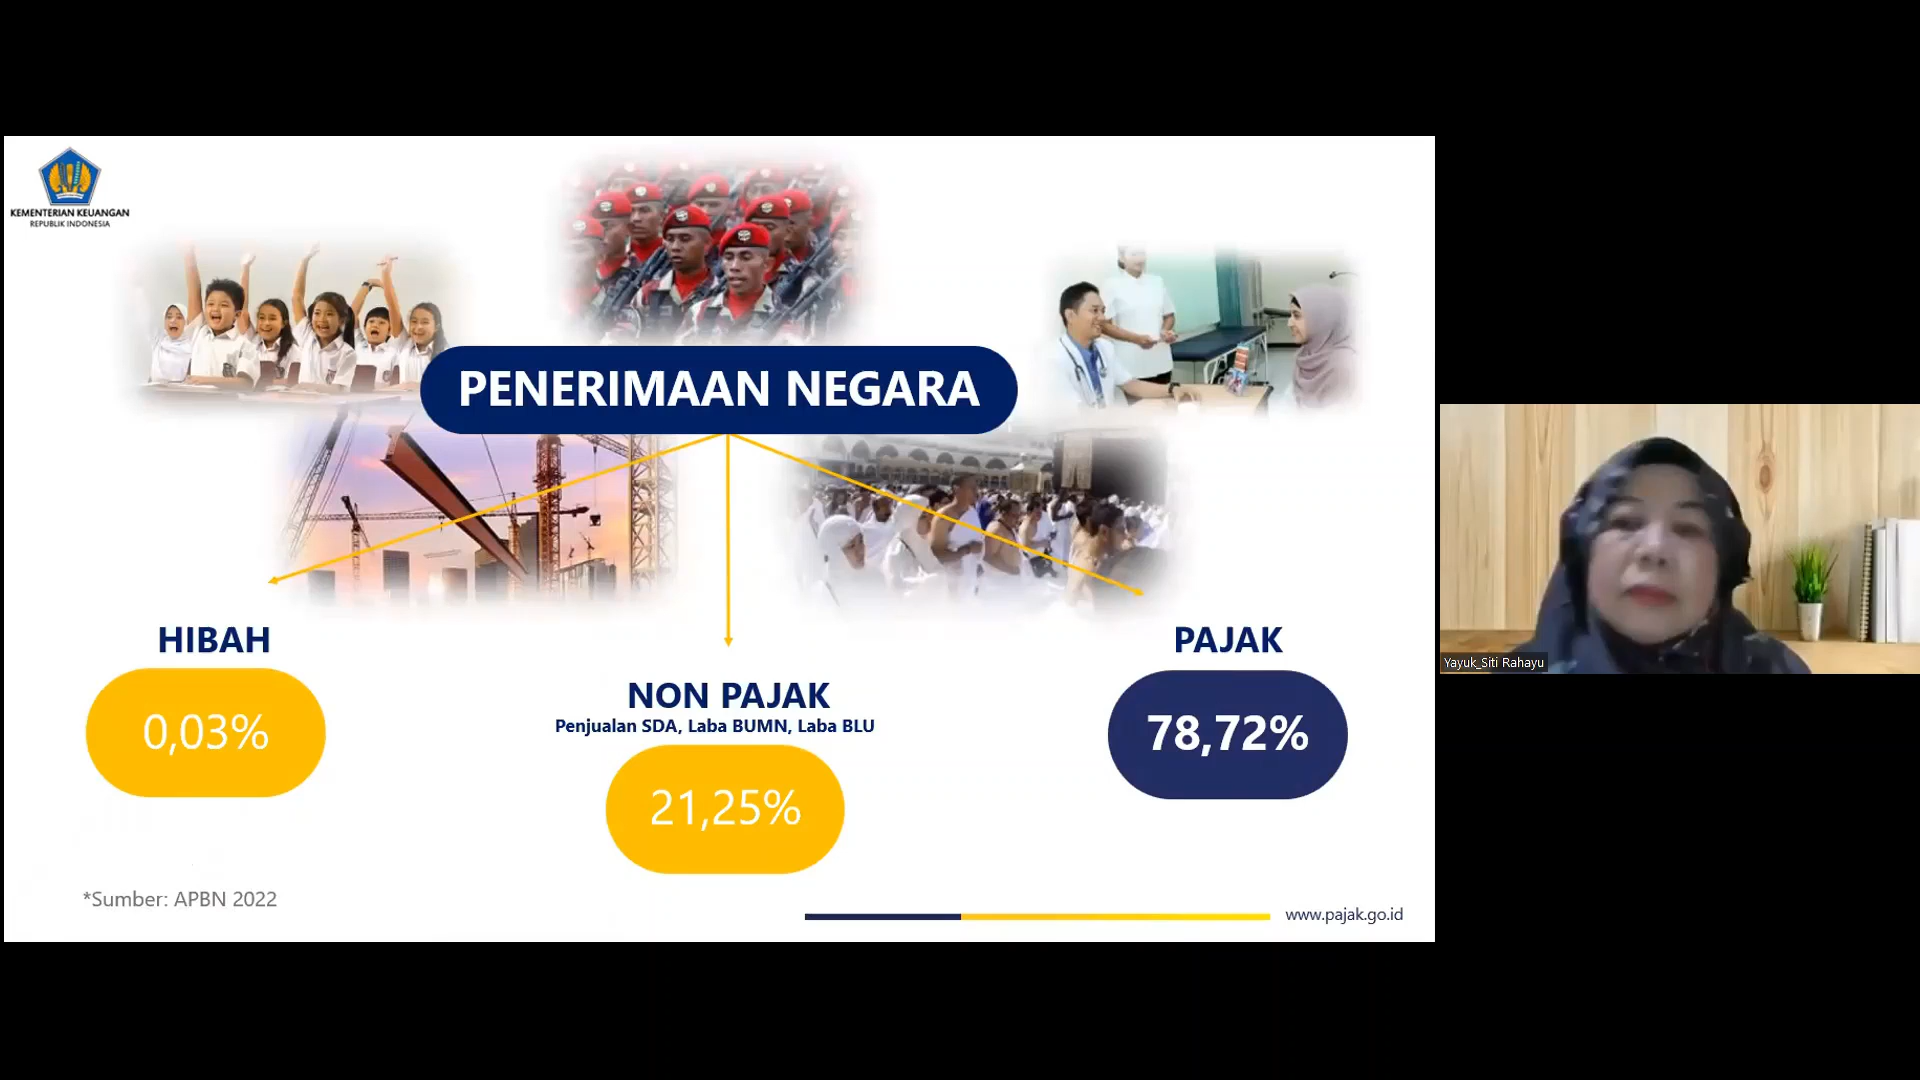 KEMENTERIAN KEUANGAN
REPUBLIK INDONESIA
PENERIMAAN NEGARA
HIBAH
0,03%
NON PAJAK
Penjualan SDA, Laba BUMN, Laba BLU
21,25%
PAJAK
78,72%
*Sumber: APBN 2022
www.pajak.go.id
Yayuk_Siti Rahayu